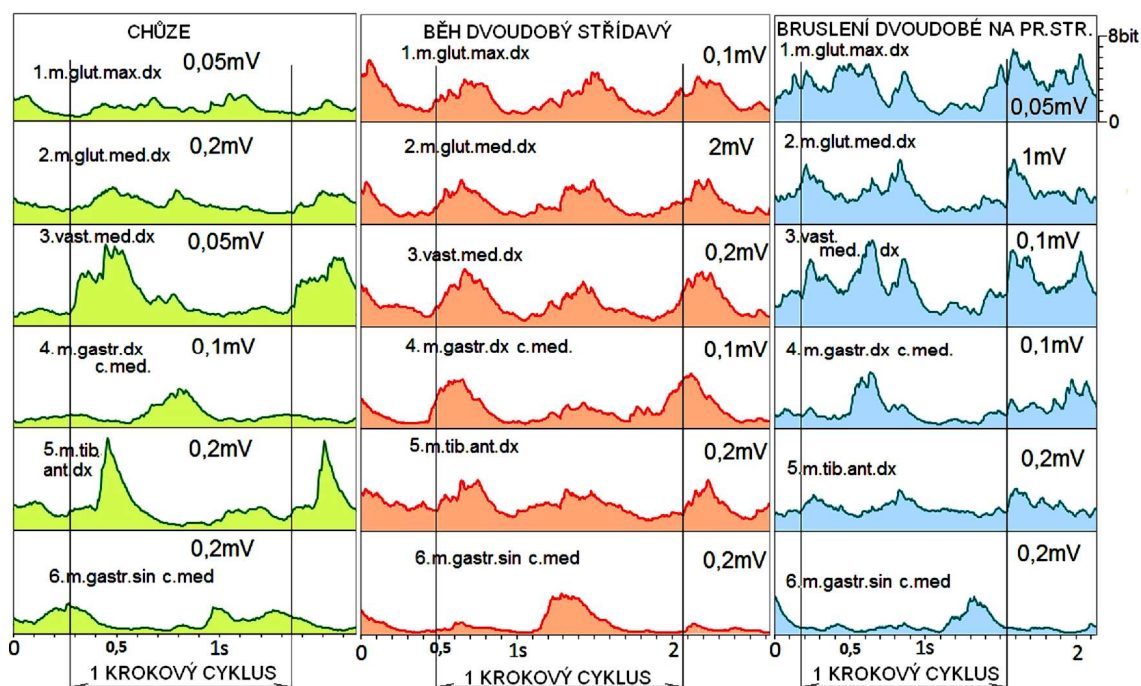 CHŮZE
1.m.glut.max.dx
0,05mV
2.m.glut.med.dx
0,2mV
3.vast.med.dx
0,05mV
4.m.gastr.dx
c.med.
0,1mV
5.m.tib.
ant.dx
0,2mV
0,2mV
6.m.gastr.sin c.med
0
0,5
1s
1 KROKOVÝ CYKLUS
BĚH DVOUDOBÝ STŘÍDAVÝ
1.m.glut.max.dx
0,1mV
2.m.glut.med.dx
2mV
3.vast.med.dx
0,2mV
4.m.gastr.dx c.med.
0,1mV
5.m.tib.ant.dx
0,2mV
6.m.gastr.sin c.med
0,2mV
0
0,5
1s
2
1 KROKOVÝ CYKLUS
BRUSLENÍ DVOUDOBÉ NA PR.STR.
8bit
1.m.glut.max.dx
0,05mV
0
2.m.glut.med.dx
1mV
3.vast.
med. dx
0,1mV
4.m.gastr.dx c.med.
0,1mV
5.m.tib.ant.dx
0,2mV
0,2mV
6.m.gastr.sin c.med
0
0,5
1s
2
1 KROKOVÝ CYKLUS